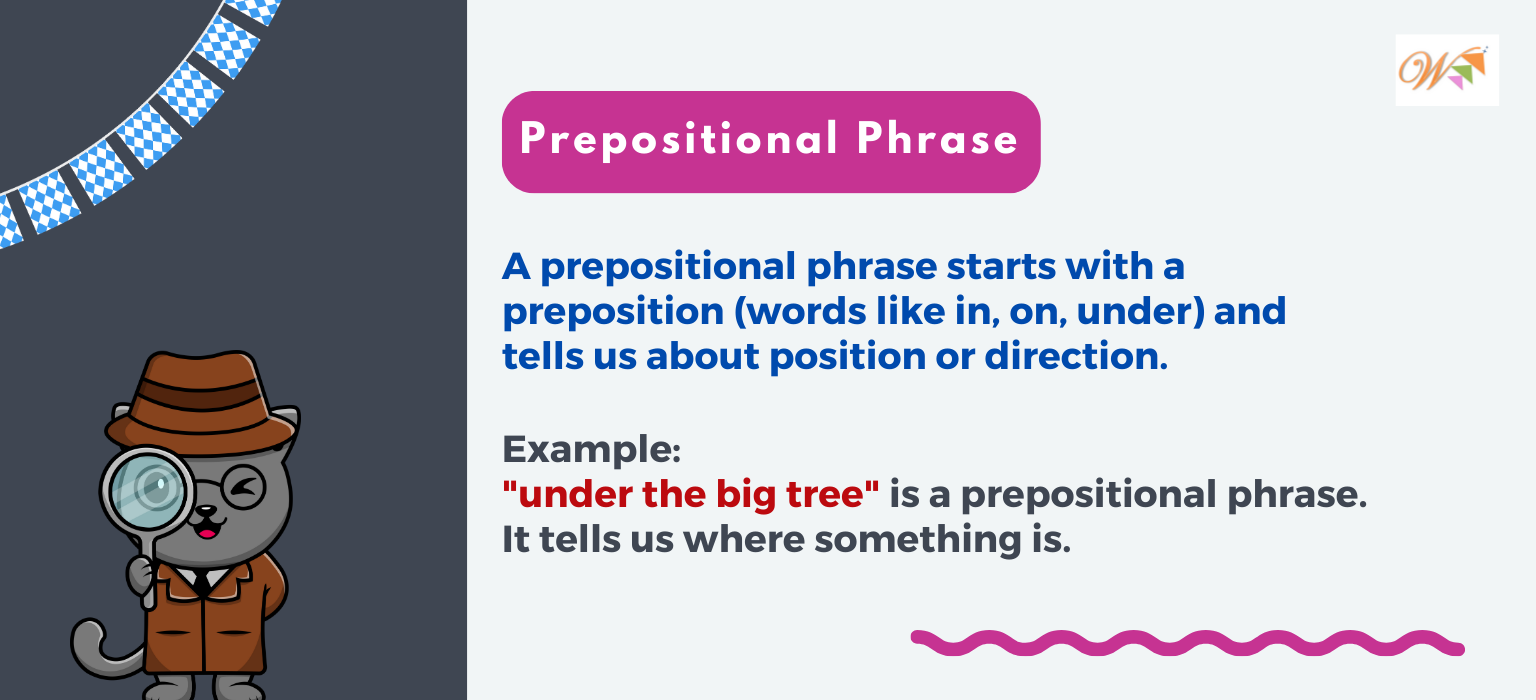 W
Prepositional Phrase
A prepositional phrase starts with a
preposition (words like in, on, under) and
tells us about position or direction.
Example:
"under the big tree" is a prepositional phrase.
It tells us where something is.